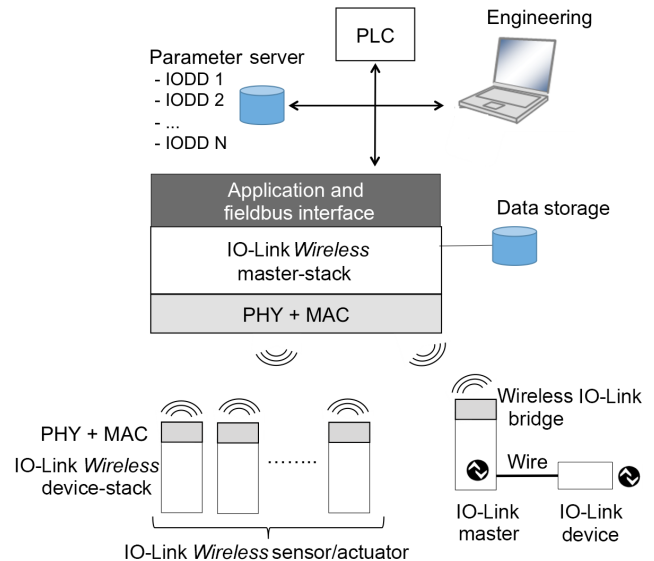 Engineering
PLC
Parameter server
- IODD 1
- IODD 2
- ...
- IODD N
Application and
fieldbus interface
Data storage
IO-Link Wireless
master-stack
PHY + MAC
Wireless IO-Link
bridge
PHY + MAC
IO-Link Wireless
device-stack
........
Wire
IO-Link
master
IO-Link
device
IO-Link Wireless sensor/actuator